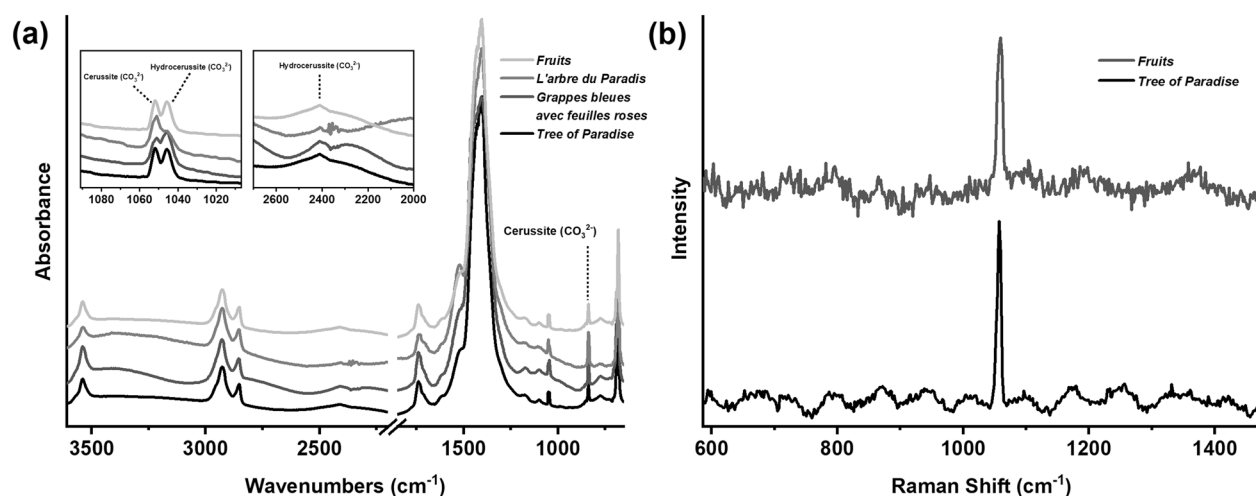 (a)
Cerussite (CO₃²⁻)
Hydrocerussite (CO₃²⁻)
1080 1060 1040 1020
Hydrocerussite (CO₃²⁻)
2600 2400 2200 2000
Fruits
L'arbre du Paradis
Grappes bleues
avec feuilles roses
Tree of Paradise
Cerussite (CO₃²⁻)
Absorbance
3500 3000 2500 1500 1000
Wavenumbers (cm⁻¹)
(b)
Fruits
Tree of Paradise
Intensity
600 800 1000 1200 1400
Raman Shift (cm⁻¹)